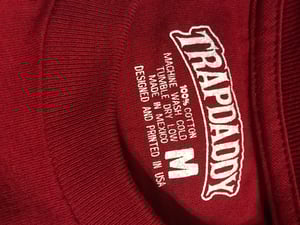 TRAPDADDY
M
100% COTTON
MACHINE WASH COLD
TUMBLE DRY LOW
MADE IN MEXICO
DESIGNED AND PRINTED IN USA